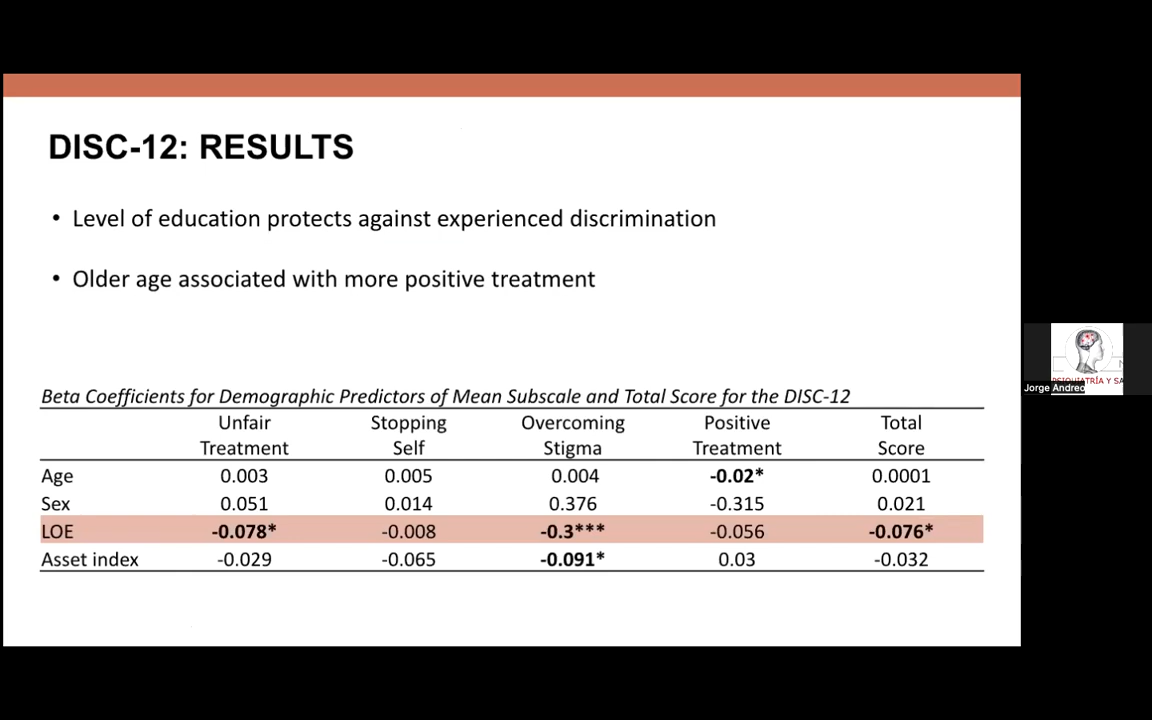 DISC-12: RESULTS
• Level of education protects against experienced discrimination
• Older age associated with more positive treatment
Beta Coefficients for Demographic Predictors of Mean Subscale and Total Score for the DISC-12
Unfair Treatment Stopping Self Overcoming Stigma Positive Treatment Total Score
Age 0.003 0.005 0.004 -0.02* 0.0001
Sex 0.051 0.014 0.376 -0.315 0.021
LOE -0.078* -0.008 -0.3*** -0.056 -0.076*
Asset index -0.029 -0.065 -0.091* 0.03 -0.032
PSIQUIATRÍA Y SA
Jorge Andreo